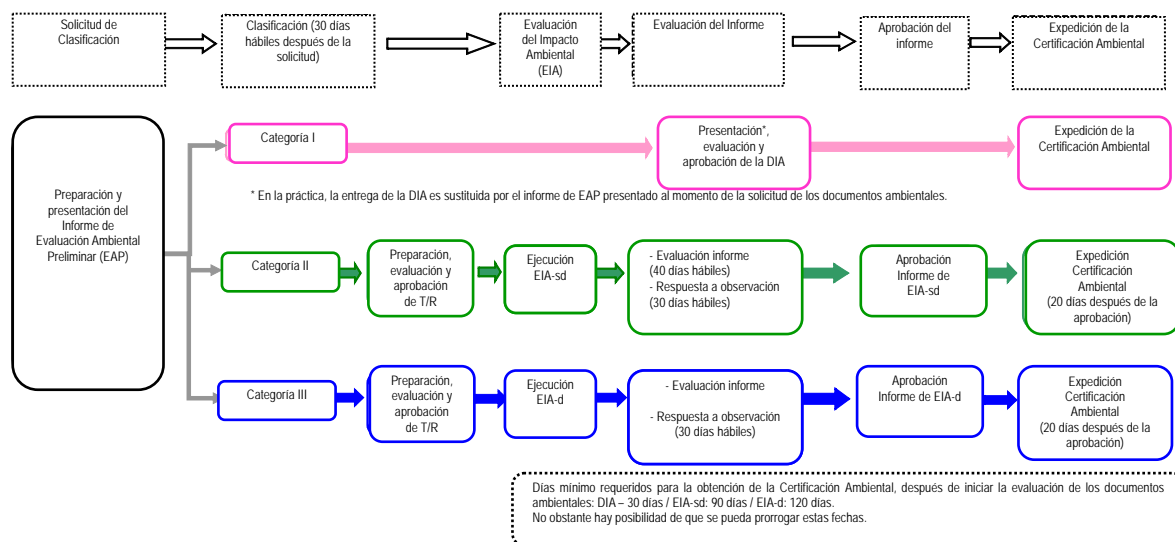 Solicitud de
Clasificación
Clasificación (30 días
hábiles después de la
solicitud)
Evaluación
del Impacto
Ambiental
(EIA)
Evaluación del Informe
Aprobación del
informe
Expedición de la
Certificación Ambiental
Preparación y
presentación del
Informe de
Evaluación Ambiental
Preliminar (EAP)
Categoría I
Presentación*,
evaluación y
aprobación de la DIA
Expedición de la
Certificación Ambiental
* En la práctica, la entrega de la DIA es sustituida por el informe de EAP presentado al momento de la solicitud de los documentos ambientales.
Categoría II
Preparación,
evaluación y
aprobación
de T/R
Ejecución
EIA-sd
- Evaluación informe
(40 días hábiles)
- Respuesta a observación
(30 días hábiles)
Aprobación
Informe de
EIA-sd
Expedición
Certificación
Ambiental
(20 días después de la
aprobación)
Categoría III
Preparación,
evaluación y
aprobación
de T/R
Ejecución
EIA-d
- Evaluación informe
- Respuesta a observación
(30 días hábiles)
Aprobación
Informe de EIA-d
Expedición
Certificación
Ambiental
(20 días después de la
aprobación)
Días mínimo requeridos para la obtención de la Certificación Ambiental, después de iniciar la evaluación de los documentos
ambientales: DIA – 30 días / EIA-sd: 90 días / EIA-d: 120 días.
No obstante hay posibilidad de que se pueda prorrogar estas fechas.